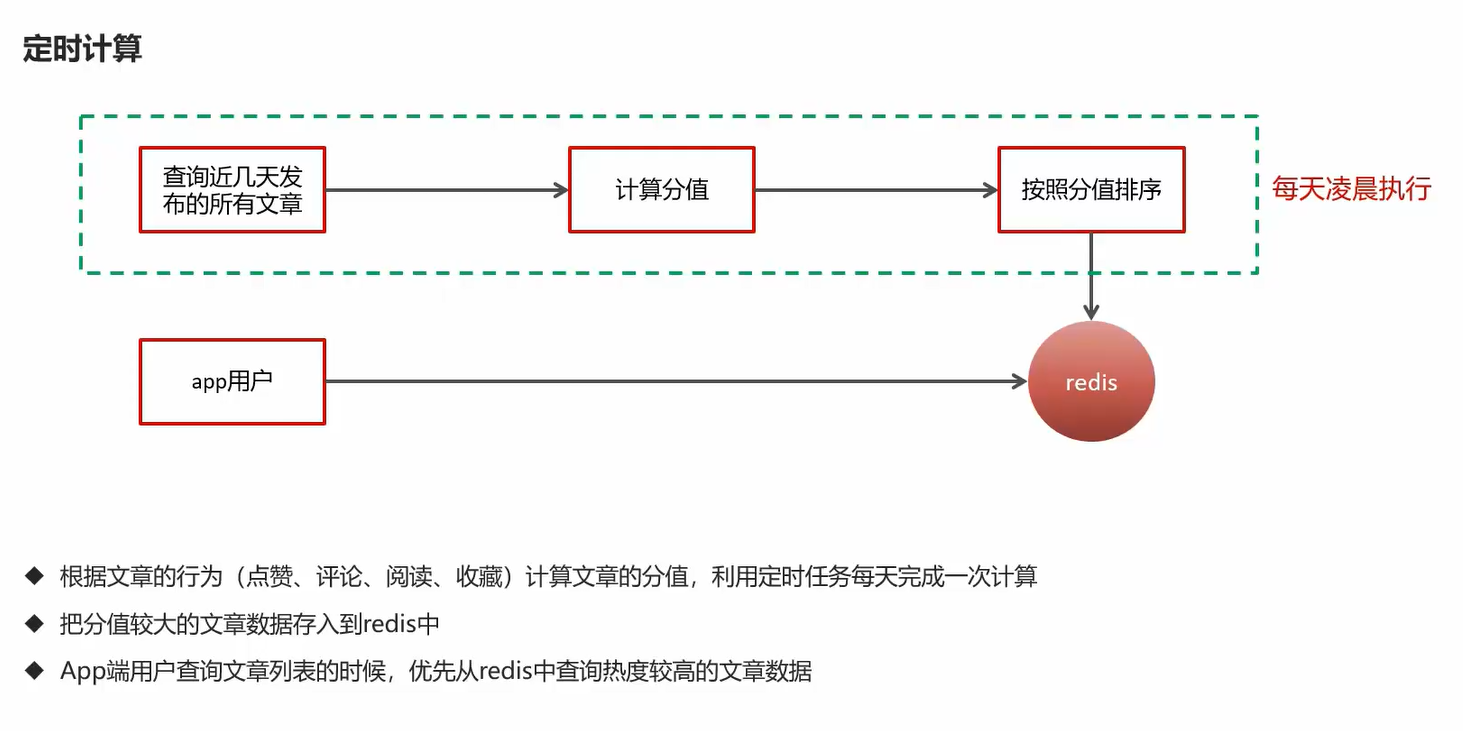 定时计算
查询近几天发
布的所有文章
计算分值
按照分值排序
每天凌晨执行
app用户
redis
根据文章的行为（点赞、评论、阅读、收藏）计算文章的分值，利用定时任务每天完成一次计算
把分值较大的文章数据存入到redis中
App端用户查询文章列表的时候，优先从redis中查询热度较高的文章数据